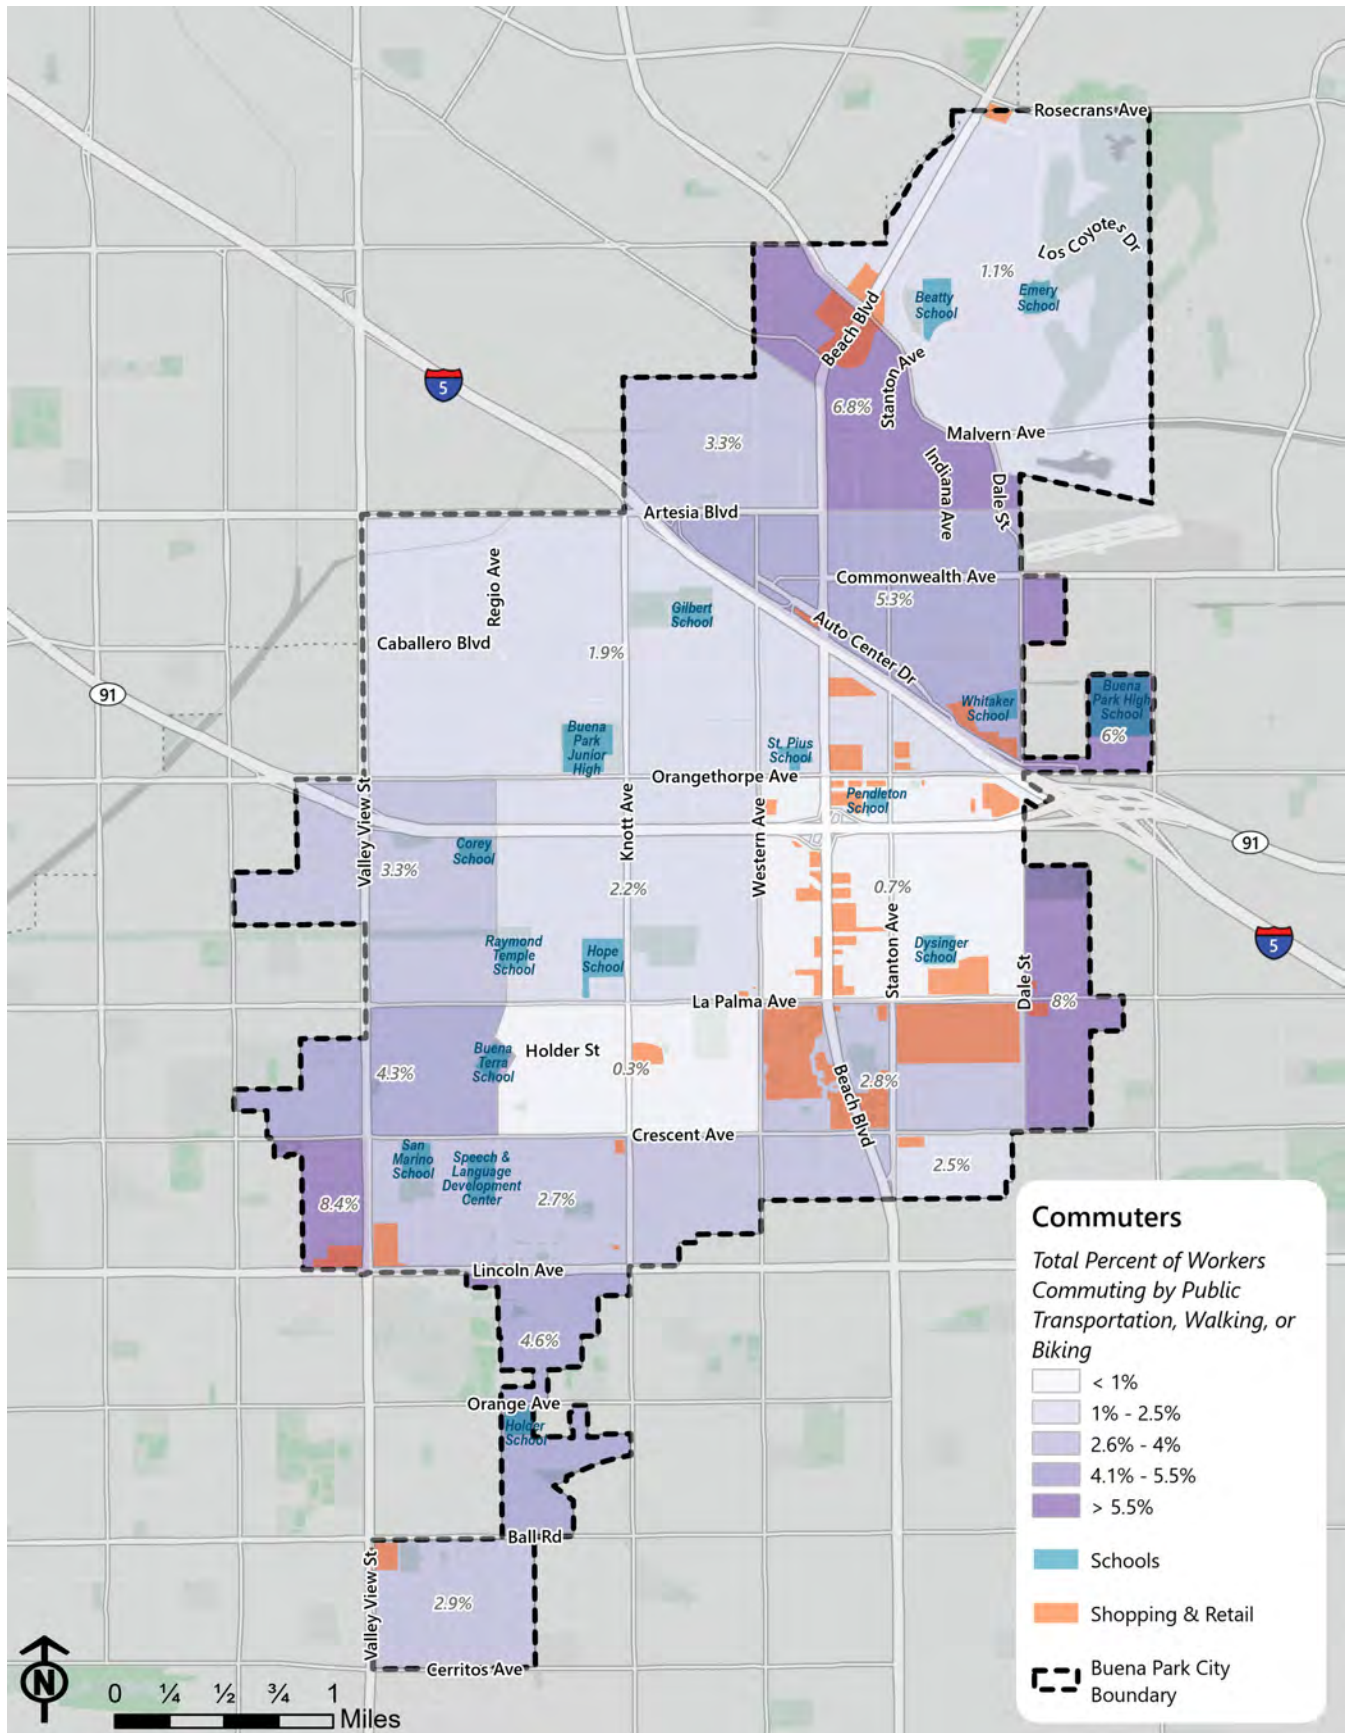 Rosecrans Ave
Los Coyotes Dr
1.1%
Beatty
School
Emery
School
Beach Blvd
Stanton Ave
5
6.8%
Malvern Ave
3.3%
Indiana Ave
Dale St
Artesia Blvd
Regio Ave
Commonwealth Ave
5.3%
Gilbert
School
Auto Center Dr
Caballero Blvd
1.9%
91
Whitaker
School
Buena
Park High
School
6%
Buena
Park
Junior
High
St. Pius
School
Orangethorpe Ave
Valley View St
Knott Ave
Western Ave
Pendleton
School
91
Corey
School
3.3%
2.2%
0.7%
Stanton Ave
5
Raymond
Temple
School
Hope
School
Dysinger
School
Dale St
La Palma Ave
8%
Buena
Terra
School
Holder St
4.3%
0.3%
Beach Blvd
2.8%
Crescent Ave
San
Marino
School
Speech &
Language
Development
Center
2.5%
8.4%
2.7%
Lincoln Ave
4.6%
Orange Ave
Holder
School
Ball Rd
Valley View St
2.9%
Cerritos Ave
Commuters
Total Percent of Workers
Commuting by Public
Transportation, Walking, or
Biking
< 1%
1% - 2.5%
2.6% - 4%
4.1% - 5.5%
> 5.5%
Schools
Shopping & Retail
Buena Park City
Boundary
N
0 ¼ ½ ¾ 1
Miles